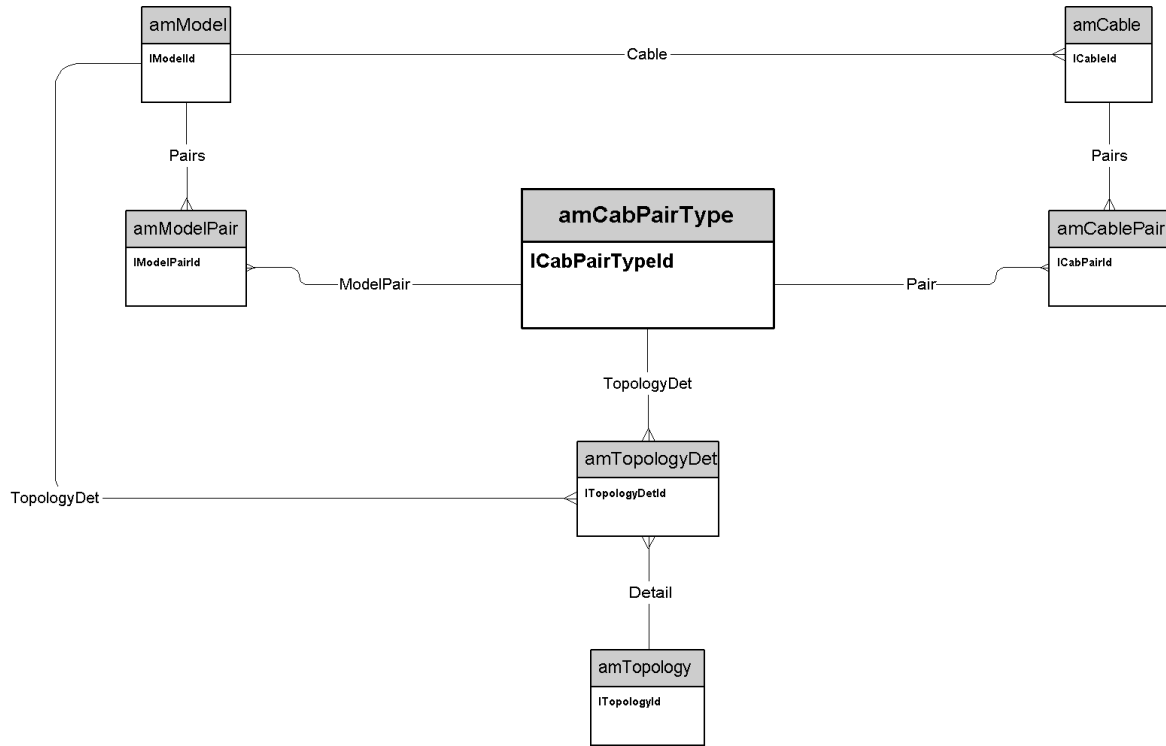 amModel
lModelId
amCable
lCableId
Cable
Pairs
Pairs
amModelPair
lModelPairId
amCabPairType
lCabPairTypeId
amCablePair
lCabPairId
ModelPair
Pair
TopologyDet
amTopologyDet
lTopologyDetId
TopologyDet
Detail
amTopology
lTopologyId